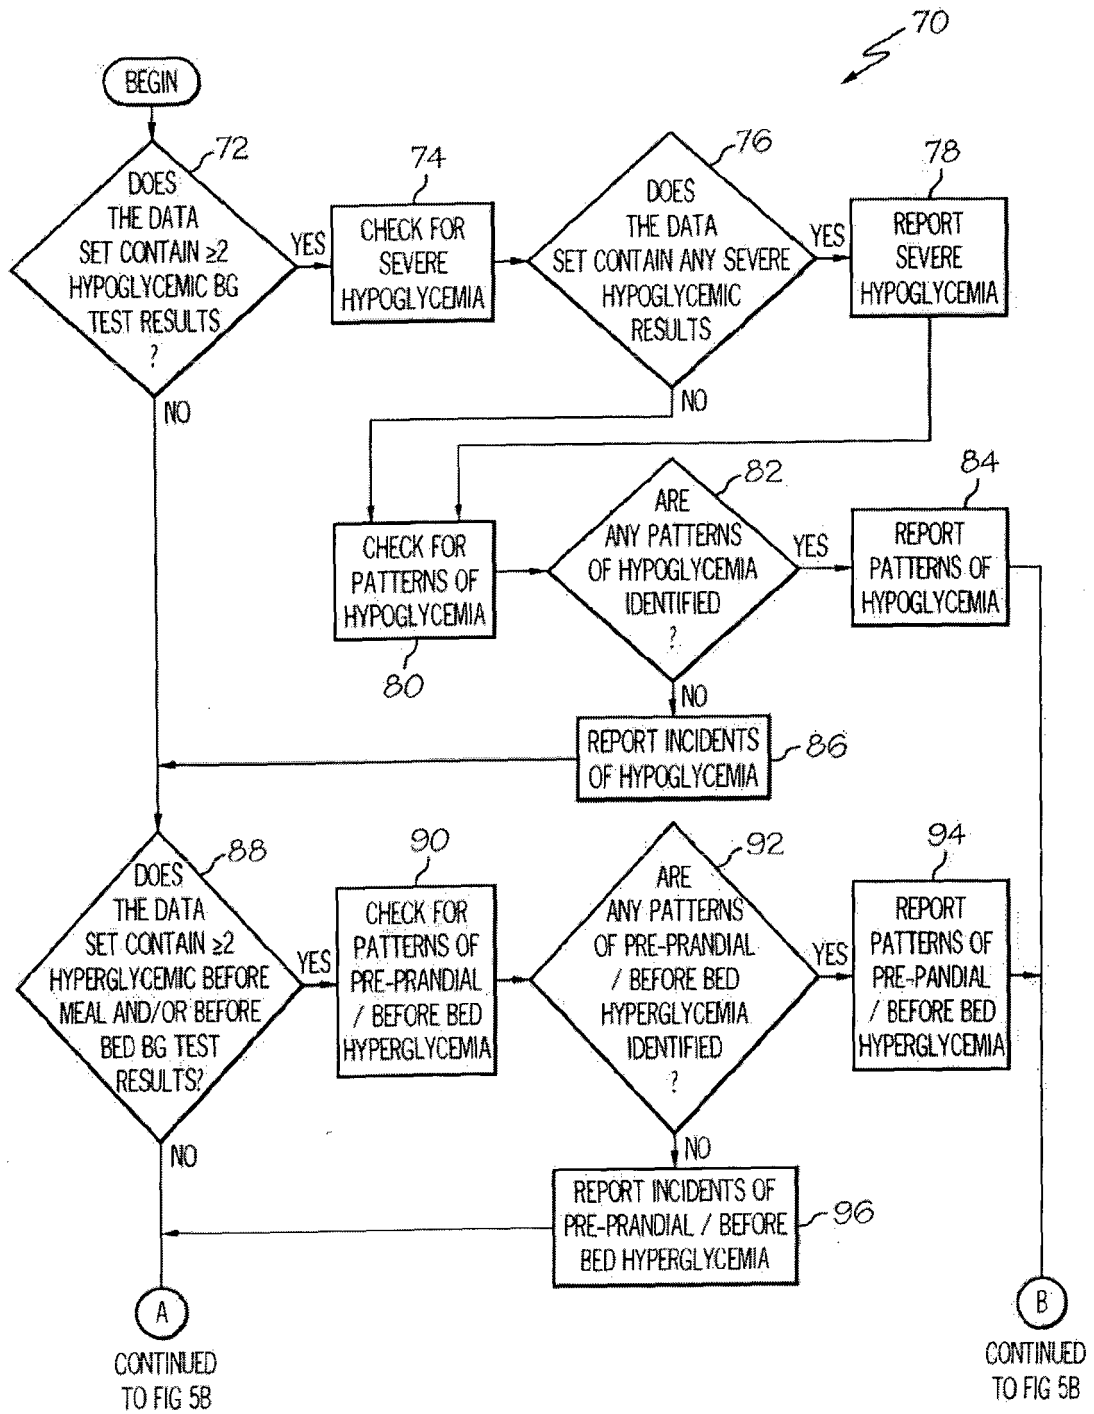 70
BEGIN
72
DOES
THE DATA
SET CONTAIN ≥2
HYPOGLYCEMIC BG
TEST RESULTS
?
YES
NO
74
CHECK FOR
SEVERE
HYPOGLYCEMIA
76
DOES
THE DATA
SET CONTAIN ANY SEVERE
HYPOGLYCEMIC
RESULTS
YES
NO
78
REPORT
SEVERE
HYPOGLYCEMIA
CHECK FOR
PATTERNS OF
HYPOGLYCEMIA
80
82
ARE
ANY PATTERNS
OF HYPOGLYCEMIA
IDENTIFIED
?
YES
NO
84
REPORT
PATTERNS OF
HYPOGLYCEMIA
REPORT INCIDENTS
OF HYPOGLYCEMIA
86
88
DOES
THE DATA
SET CONTAIN ≥2
HYPERGLYCEMIC BEFORE
MEAL AND/OR BEFORE
BED BG TEST
RESULTS?
YES
NO
90
CHECK FOR
PATTERNS OF
PRE-PRANDIAL
/ BEFORE BED
HYPERGLYCEMIA
92
ARE
ANY PATTERNS
OF PRE-PRANDIAL
/ BEFORE BED
HYPERGLYCEMIA
IDENTIFIED
?
YES
NO
94
REPORT
PATTERNS OF
PRE-PANDIAL
/ BEFORE BED
HYPERGLYCEMIA
REPORT INCIDENTS OF
PRE-PRANDIAL / BEFORE
BED HYPERGLYCEMIA
96
A
CONTINUED
TO FIG 5B
B
CONTINUED
TO FIG 5B